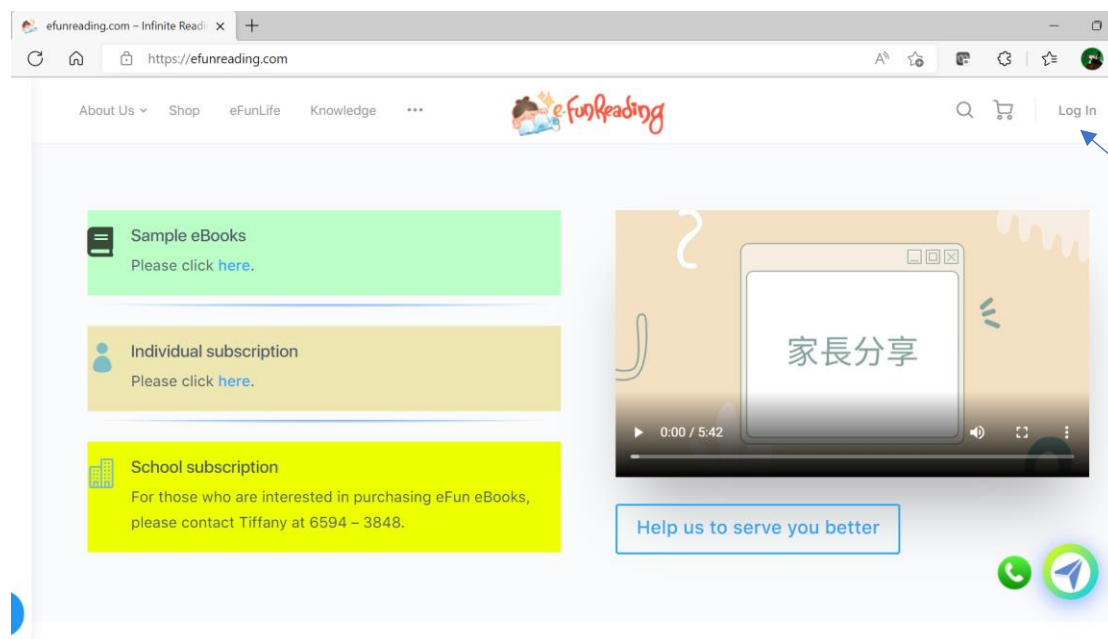 efunreading.com – Infinite Readi
https://efunreading.com
About Us Shop eFunLife Knowledge
e-FunReading
Log In
Sample eBooks
Please click here.
Individual subscription
Please click here.
School subscription
For those who are interested in purchasing eFun eBooks,
please contact Tiffany at 6594 – 3848.
家長分享
0:00 / 5:42
Help us to serve you better